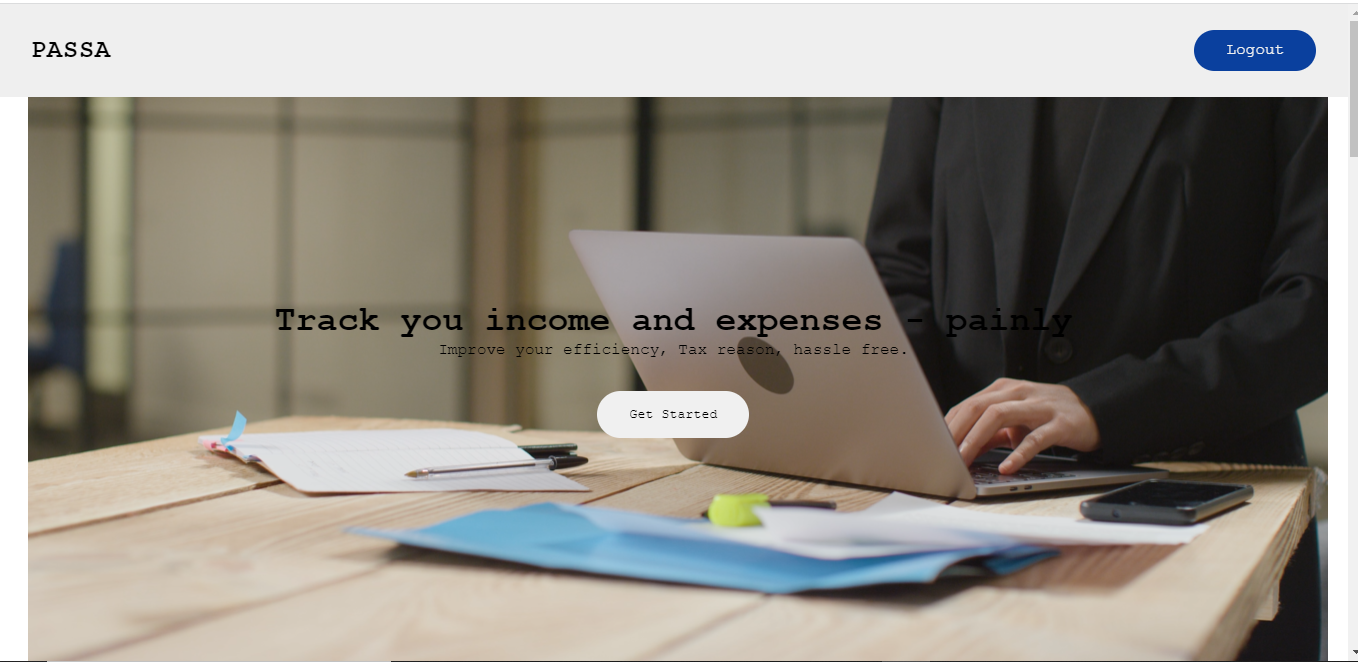 PASSA
Logout
Track you income and expenses - painly
Improve your efficiency, Tax reason, hassle free.
Get Started